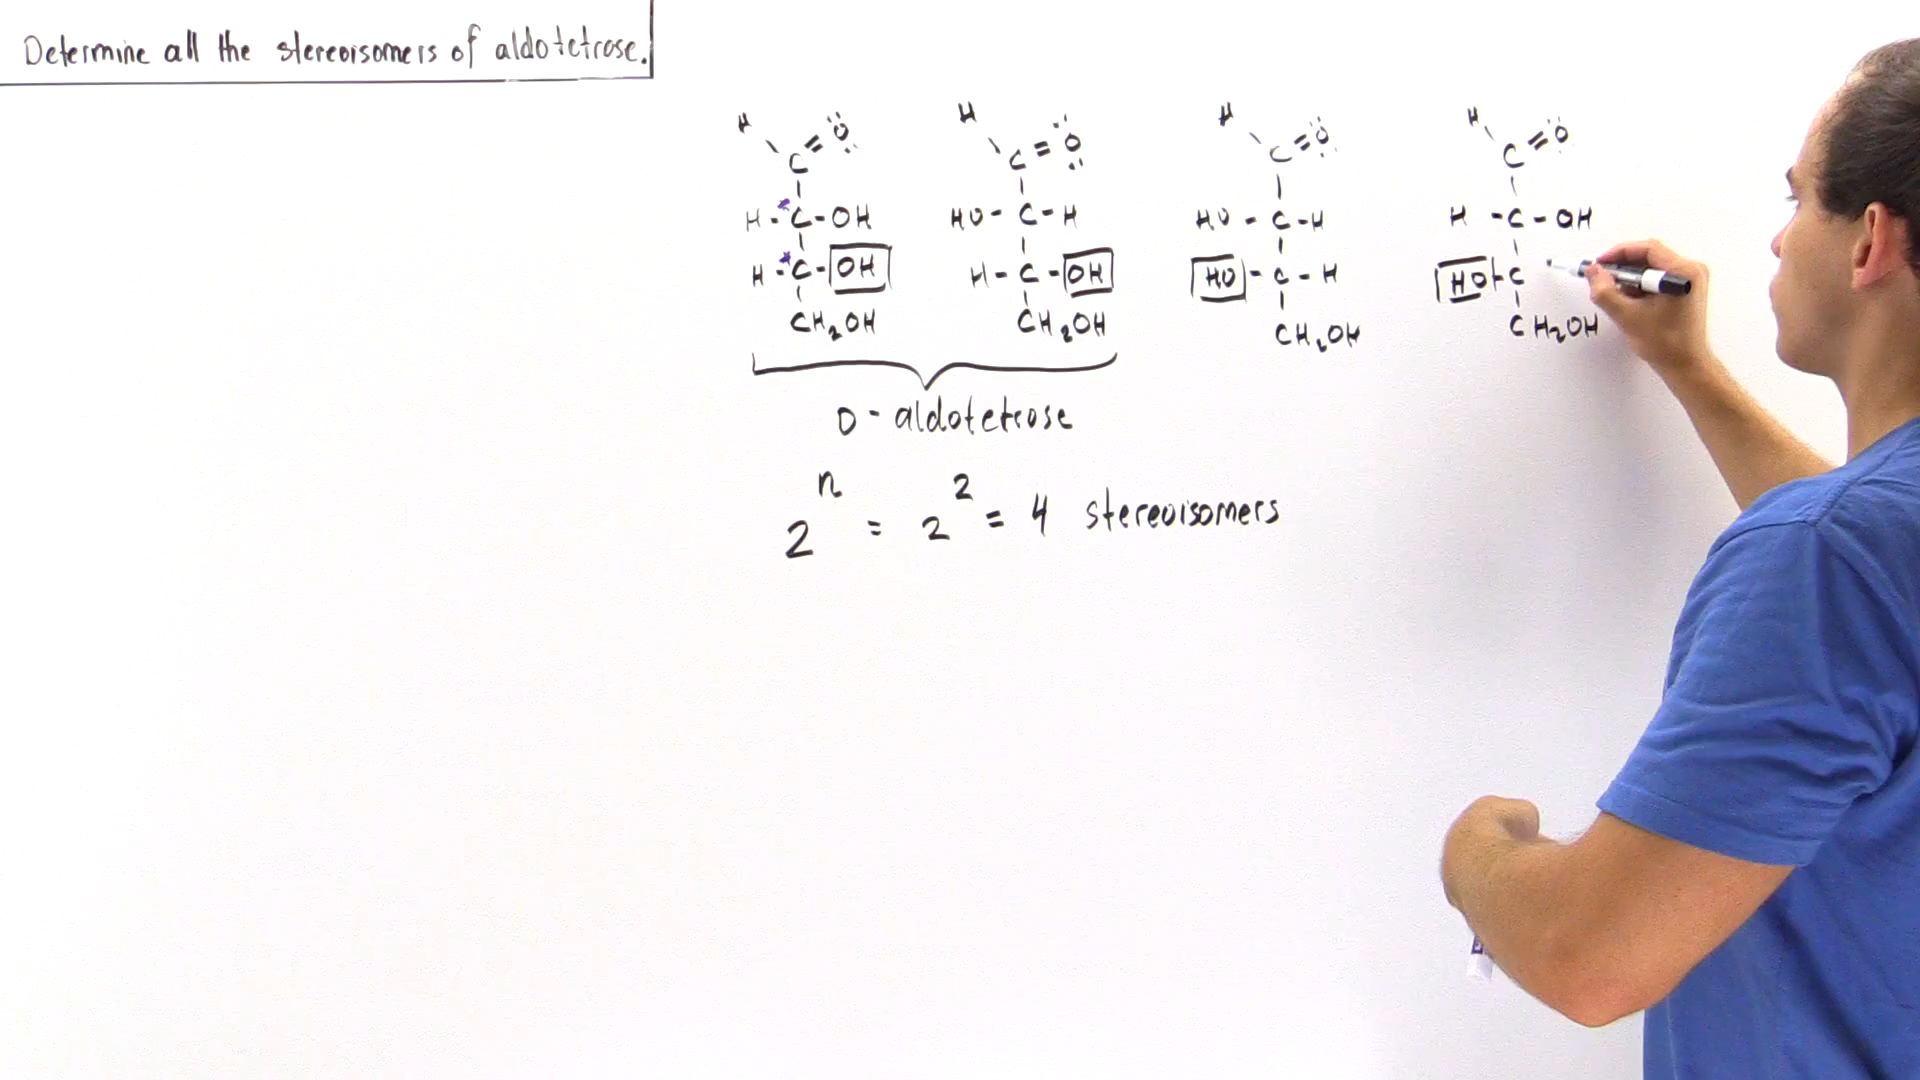 Determine all the stereoisomers of aldotetrose.
H H H H
C=O C=O C=O C=O
H-*C-OH HO-C-H HO-C-H H-C-OH
H-*C-OH H-C-OH HO-C-H HO-C
CH₂OH CH₂OH CH₂OH CH₂OH
D-aldotetrose
2ⁿ = 2² = 4 stereoisomers